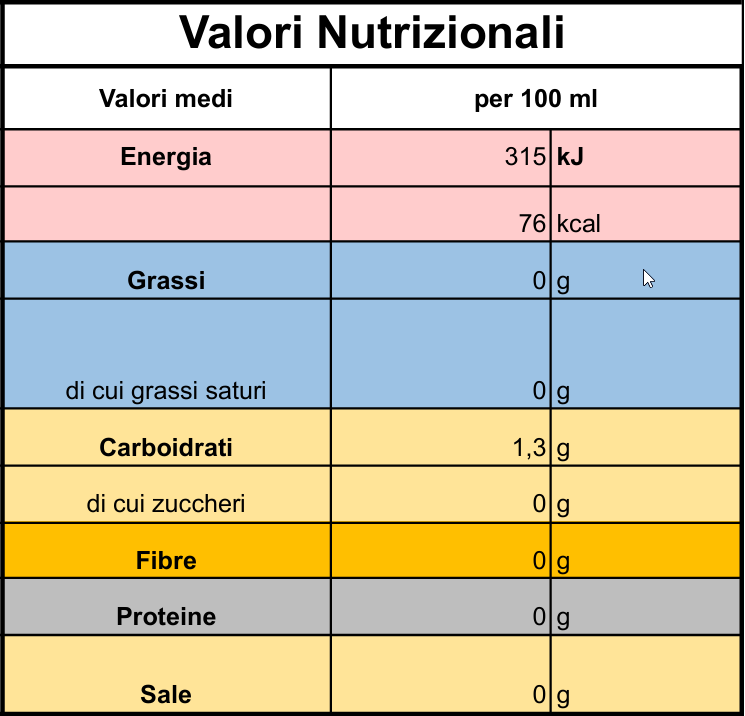 Valori Nutrizionali
Valori medi per 100 ml
Energia 315 kJ
76 kcal
Grassi 0 g
di cui grassi saturi 0 g
Carboidrati 1,3 g
di cui zuccheri 0 g
Fibre 0 g
Proteine 0 g
Sale 0 g